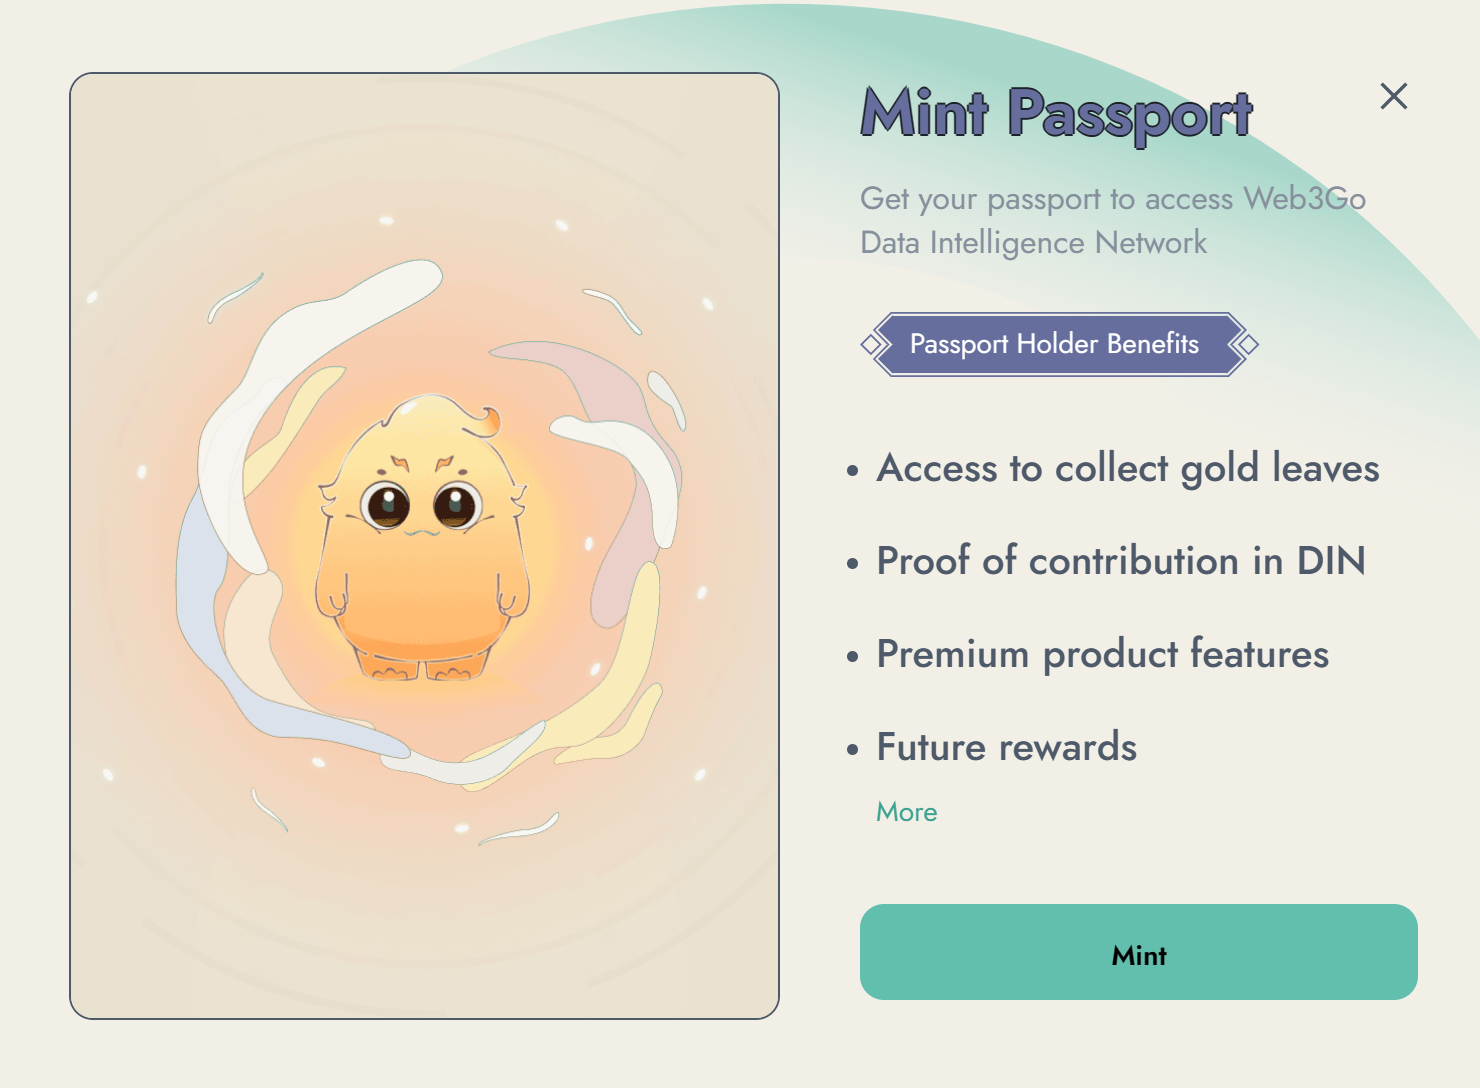 Mint Passport
Get your passport to access Web3Go
Data Intelligence Network
Passport Holder Benefits
• Access to collect gold leaves
• Proof of contribution in DIN
• Premium product features
• Future rewards
More
Mint